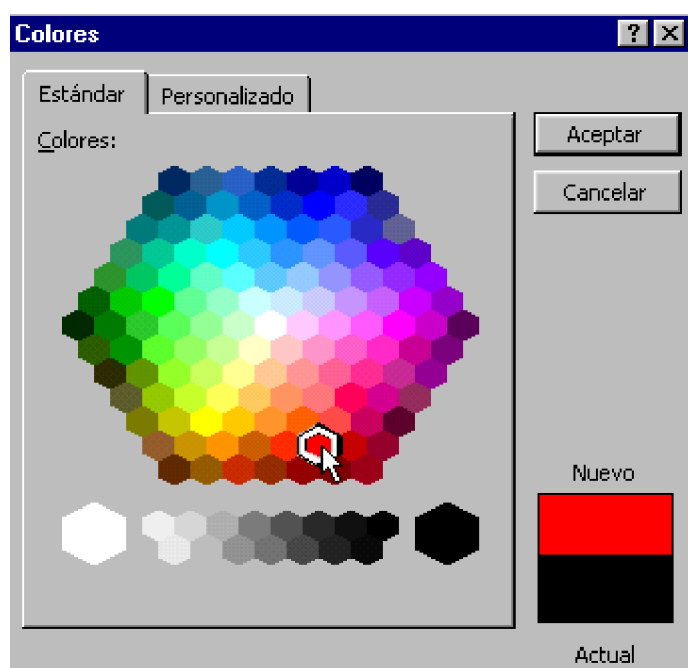 Colores
Estándar
Personalizado
Colores:
Aceptar
Cancelar
Nuevo
Actual